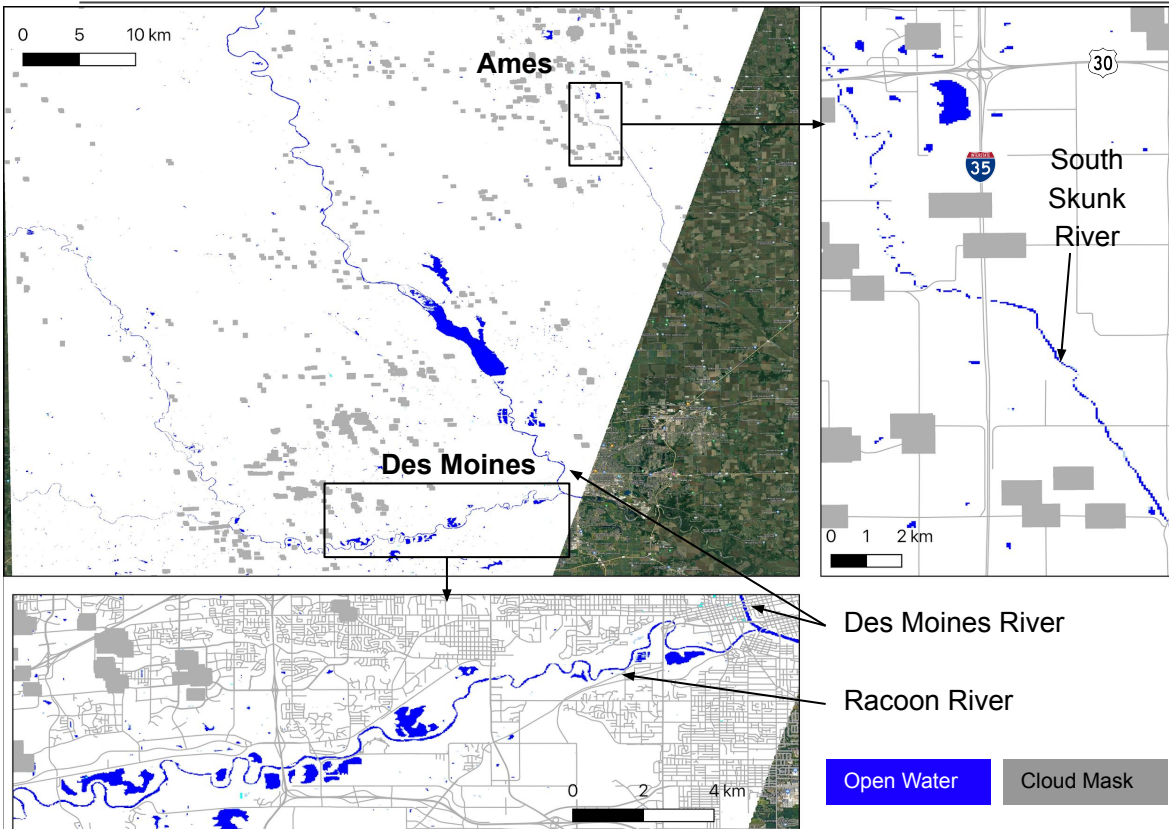 0 5 10 km
Ames
30
INTERSTATE
35
South
Skunk
River
Des Moines
0 1 2 km
Des Moines River
Racoon River
0 2 4 km
Open Water
Cloud Mask